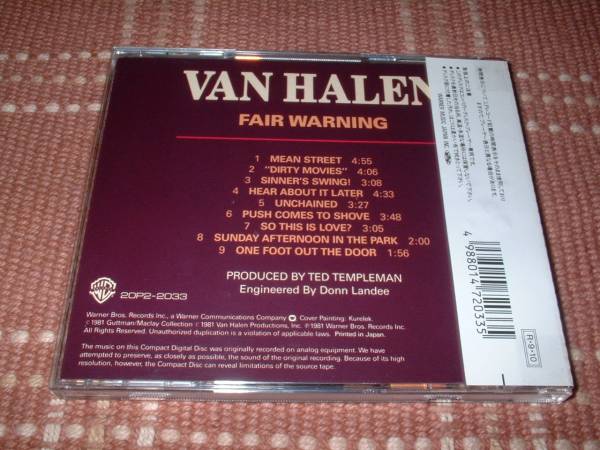 VAN HALEN
FAIR WARNING
1 MEAN STREET 4:55
2 "DIRTY MOVIES" 4:06
3 SINNER'S SWING! 3:08
4 HEAR ABOUT IT LATER 4:33
5 UNCHAINED 3:27
6 PUSH COMES TO SHOVE 3:48
7 SO THIS IS LOVE? 3:05
8 SUNDAY AFTERNOON IN THE PARK 2:00
9 ONE FOOT OUT THE DOOR 1:56
PRODUCED BY TED TEMPLEMAN
Engineered By Donn Landee
20P2-2033
Warner Bros. Records Inc., a Warner Communications Company Cover Painting: Kurelek.
℗1981 Guttman/Maclay Collection ©1981 Van Halen Productions, Inc. ℗1981 Warner Bros. Records Inc.
All Rights Reserved. Unauthorized duplication is a violation of applicable laws. Printed in Japan.
The music on this Compact Digital Disc was originally recorded on analog equipment. We have
attempted to preserve, as closely as possible, the sound of the original recording. Because of its high
resolution, however, the Compact Disc can reveal limitations of the source tape.
WARNER MUSIC JAPAN INC.
4 988014 720335
R-9-10